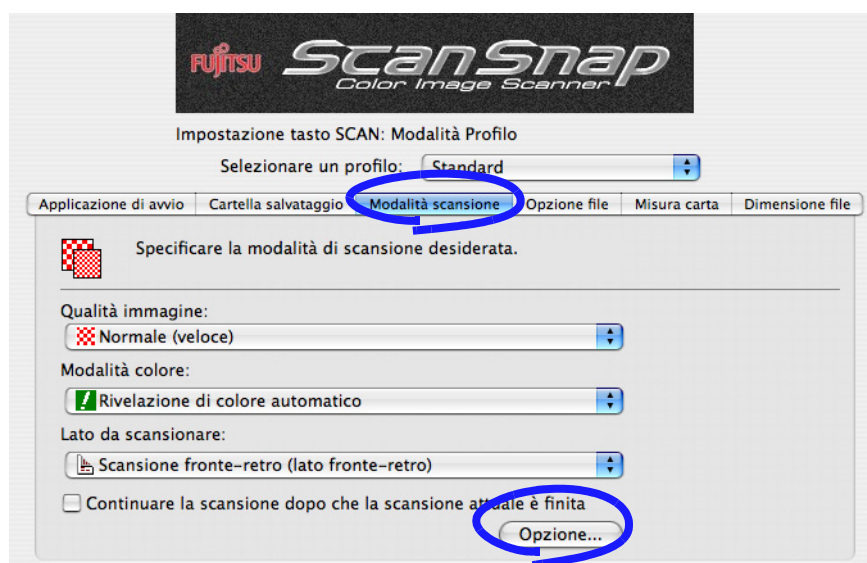 FUJITSU ScanSnap
Color Image Scanner
Impostazione tasto SCAN: Modalità Profilo
Selezionare un profilo: Standard
Applicazione di avvio Cartella salvataggio Modalità scansione Opzione file Misura carta Dimensione file
Specificare la modalità di scansione desiderata.
Qualità immagine:
Normale (veloce)
Modalità colore:
Rivelazione di colore automatico
Lato da scansionare:
Scansione fronte-retro (lato fronte-retro)
Continuare la scansione dopo che la scansione attuale è finita
Opzione...